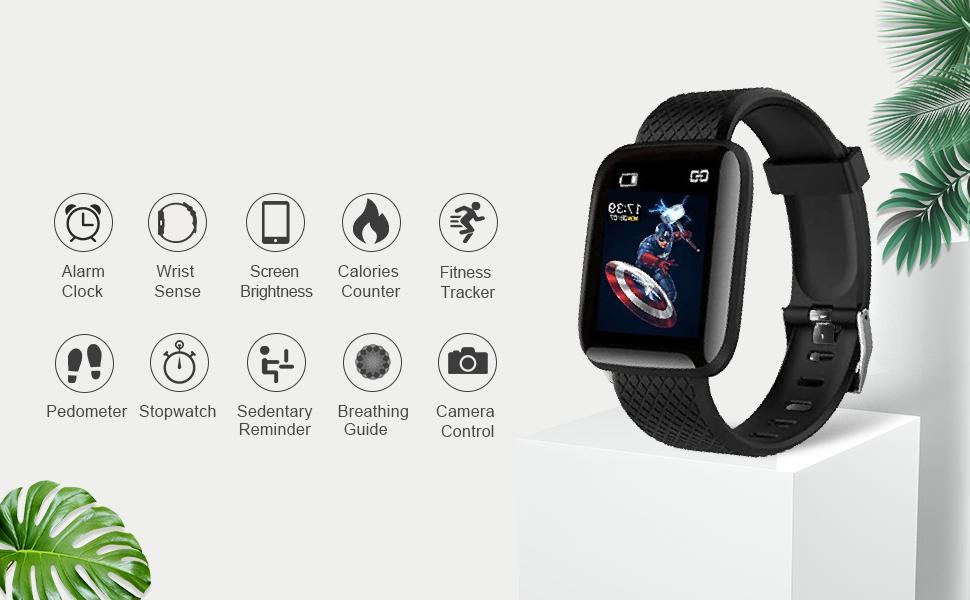 Alarm
Clock
Wrist
Sense
Screen
Brightness
Calories
Counter
Fitness
Tracker
Pedometer
Stopwatch
Sedentary
Reminder
Breathing
Guide
Camera
Control
17:39